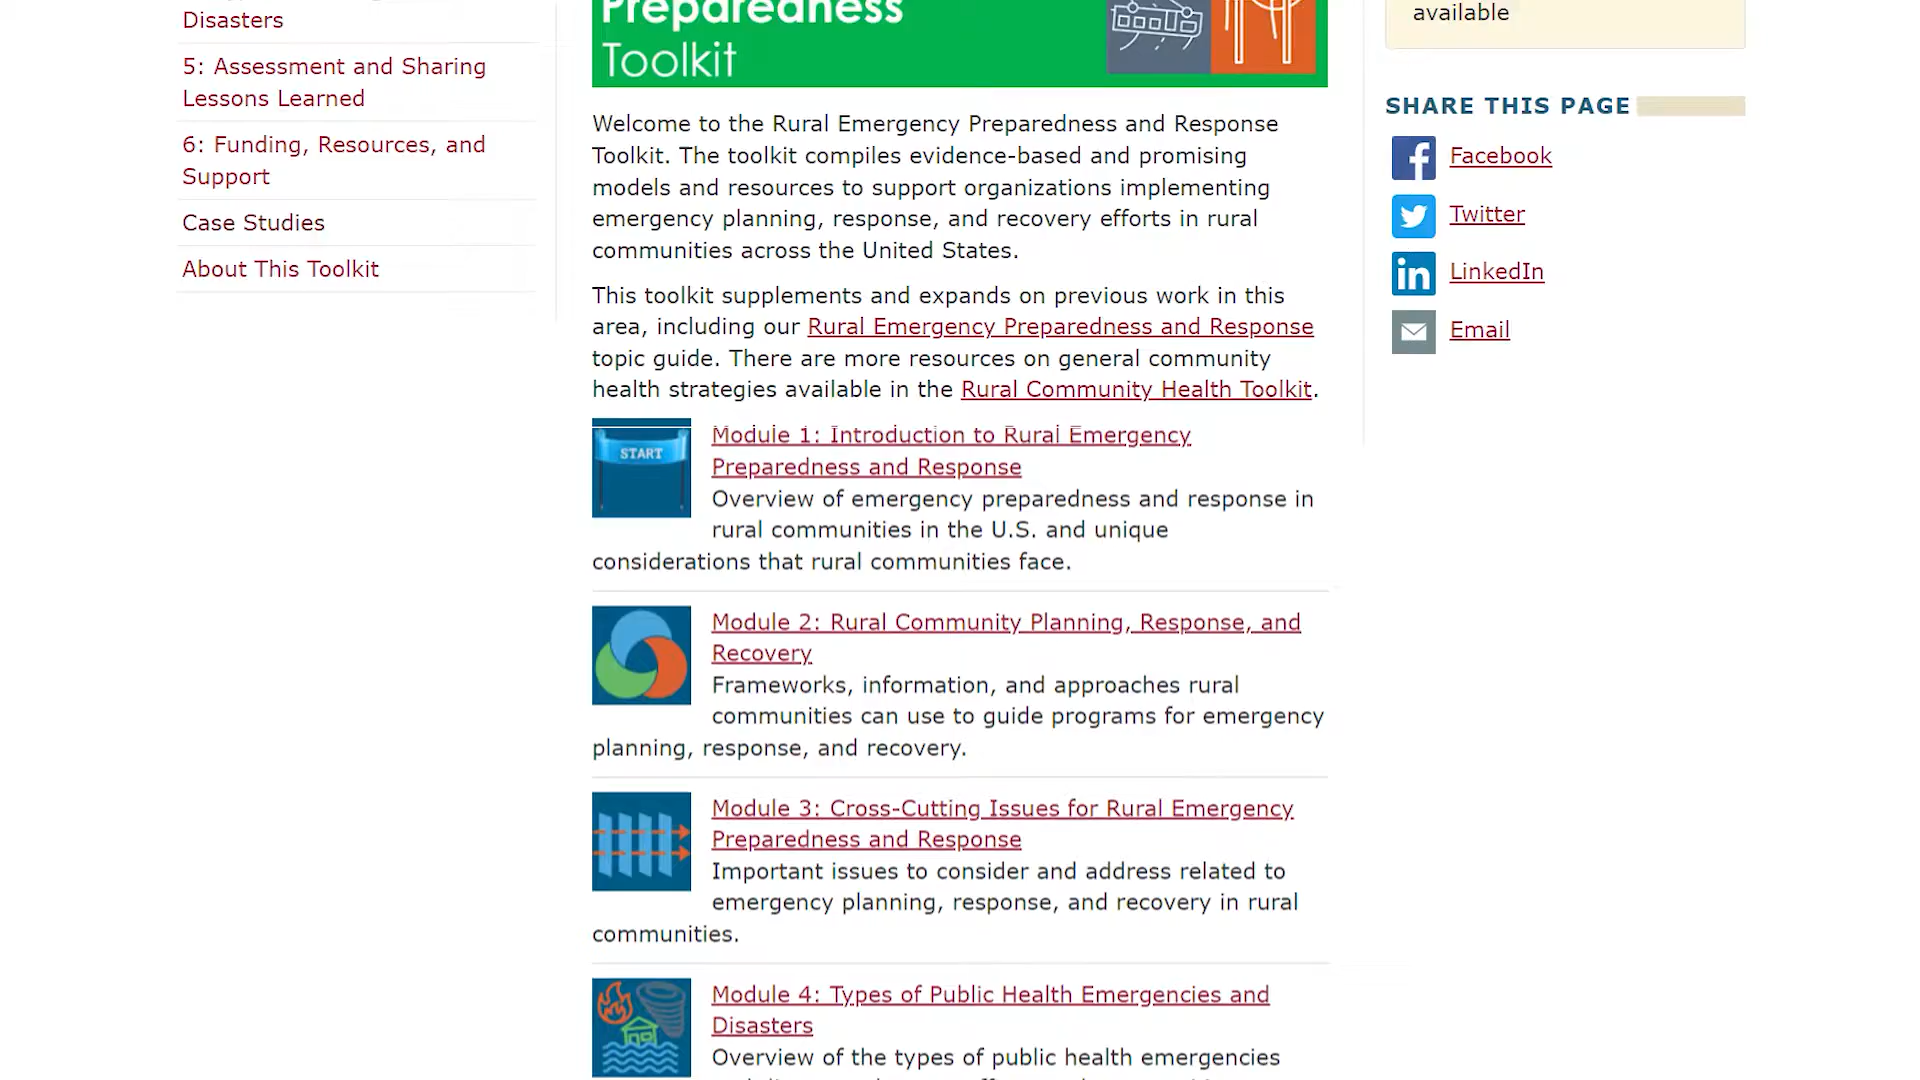 Disasters
5: Assessment and Sharing
Lessons Learned
6: Funding, Resources, and
Support
Case Studies
About This Toolkit
Preparedness
Toolkit
Welcome to the Rural Emergency Preparedness and Response
Toolkit. The toolkit compiles evidence-based and promising
models and resources to support organizations implementing
emergency planning, response, and recovery efforts in rural
communities across the United States.
This toolkit supplements and expands on previous work in this
area, including our Rural Emergency Preparedness and Response
topic guide. There are more resources on general community
health strategies available in the Rural Community Health Toolkit.
START
Module 1: Introduction to Rural Emergency
Preparedness and Response
Overview of emergency preparedness and response in
rural communities in the U.S. and unique
considerations that rural communities face.
Module 2: Rural Community Planning, Response, and
Recovery
Frameworks, information, and approaches rural
communities can use to guide programs for emergency
planning, response, and recovery.
Module 3: Cross-Cutting Issues for Rural Emergency
Preparedness and Response
Important issues to consider and address related to
emergency planning, response, and recovery in rural
communities.
Module 4: Types of Public Health Emergencies and
Disasters
Overview of the types of public health emergencies
available
SHARE THIS PAGE
Facebook
Twitter
LinkedIn
Email